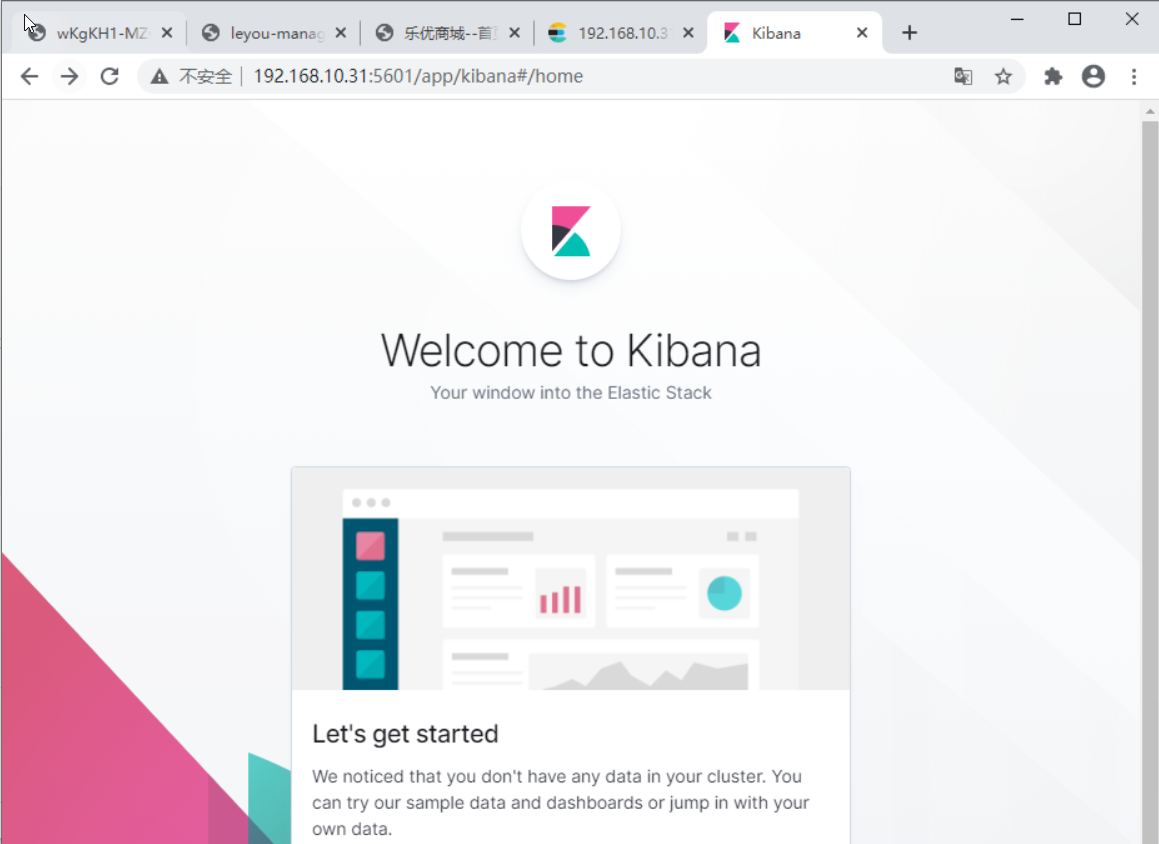 wKgKH1-MZ
leyou-manag
乐优商城--首
192.168.10.3
Kibana
不安全 192.168.10.31:5601/app/kibana#/home
Welcome to Kibana
Your window into the Elastic Stack
Let's get started
We noticed that you don't have any data in your cluster. You
can try our sample data and dashboards or jump in with your
own data.